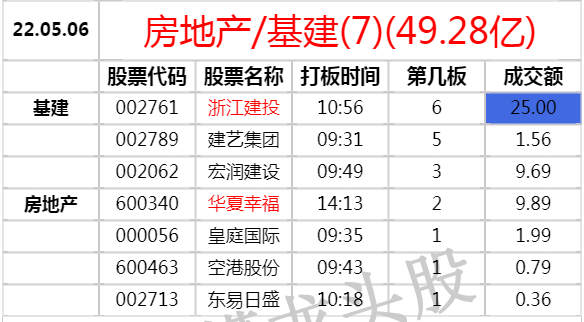 22.05.06 房地产/基建(7)(49.28亿)
股票代码 股票名称 打板时间 第几板 成交额
基建 002761 浙江建投 10:56 6 25.00
002789 建艺集团 09:31 5 1.56
002062 宏润建设 09:49 3 9.69
房地产 600340 华夏幸福 14:13 2 9.89
000056 皇庭国际 09:35 1 1.99
600463 空港股份 09:43 1 0.79
002713 东易日盛 10:18 1 0.36
龙头股